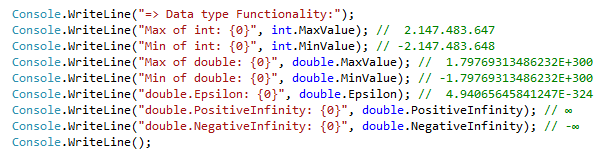 Console.WriteLine("=> Data type Functionality:");
Console.WriteLine("Max of int: {0}", int.MaxValue); //  2.147.483.647
Console.WriteLine("Min of int: {0}", int.MinValue); // -2.147.483.648
Console.WriteLine("Max of double: {0}", double.MaxValue); //  1.79769313486232E+300
Console.WriteLine("Min of double: {0}", double.MinValue); // -1.79769313486232E+300
Console.WriteLine("double.Epsilon: {0}", double.Epsilon); //  4.94065645841247E-324
Console.WriteLine("double.PositiveInfinity: {0}", double.PositiveInfinity); // ∞
Console.WriteLine("double.NegativeInfinity: {0}", double.NegativeInfinity); // -∞
Console.WriteLine();